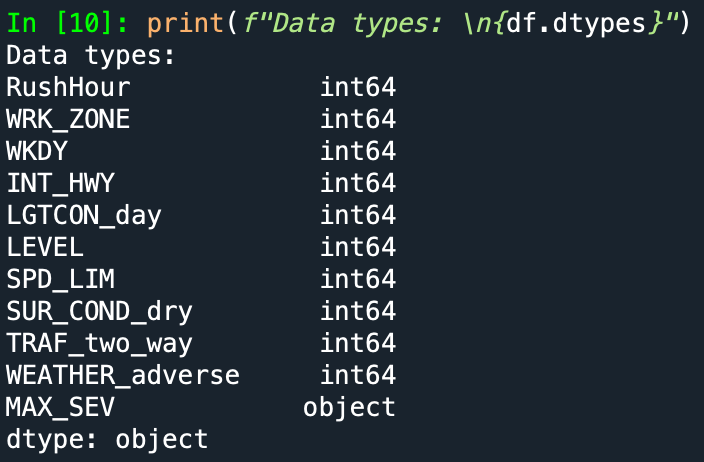 In [10]: print(f"Data types: \n{df.dtypes}")
Data types:
RushHour            int64
WRK_ZONE            int64
WKDY                int64
INT_HWY             int64
LGTCON_day          int64
LEVEL               int64
SPD_LIM             int64
SUR_COND_dry        int64
TRAF_two_way        int64
WEATHER_adverse     int64
MAX_SEV            object
dtype: object